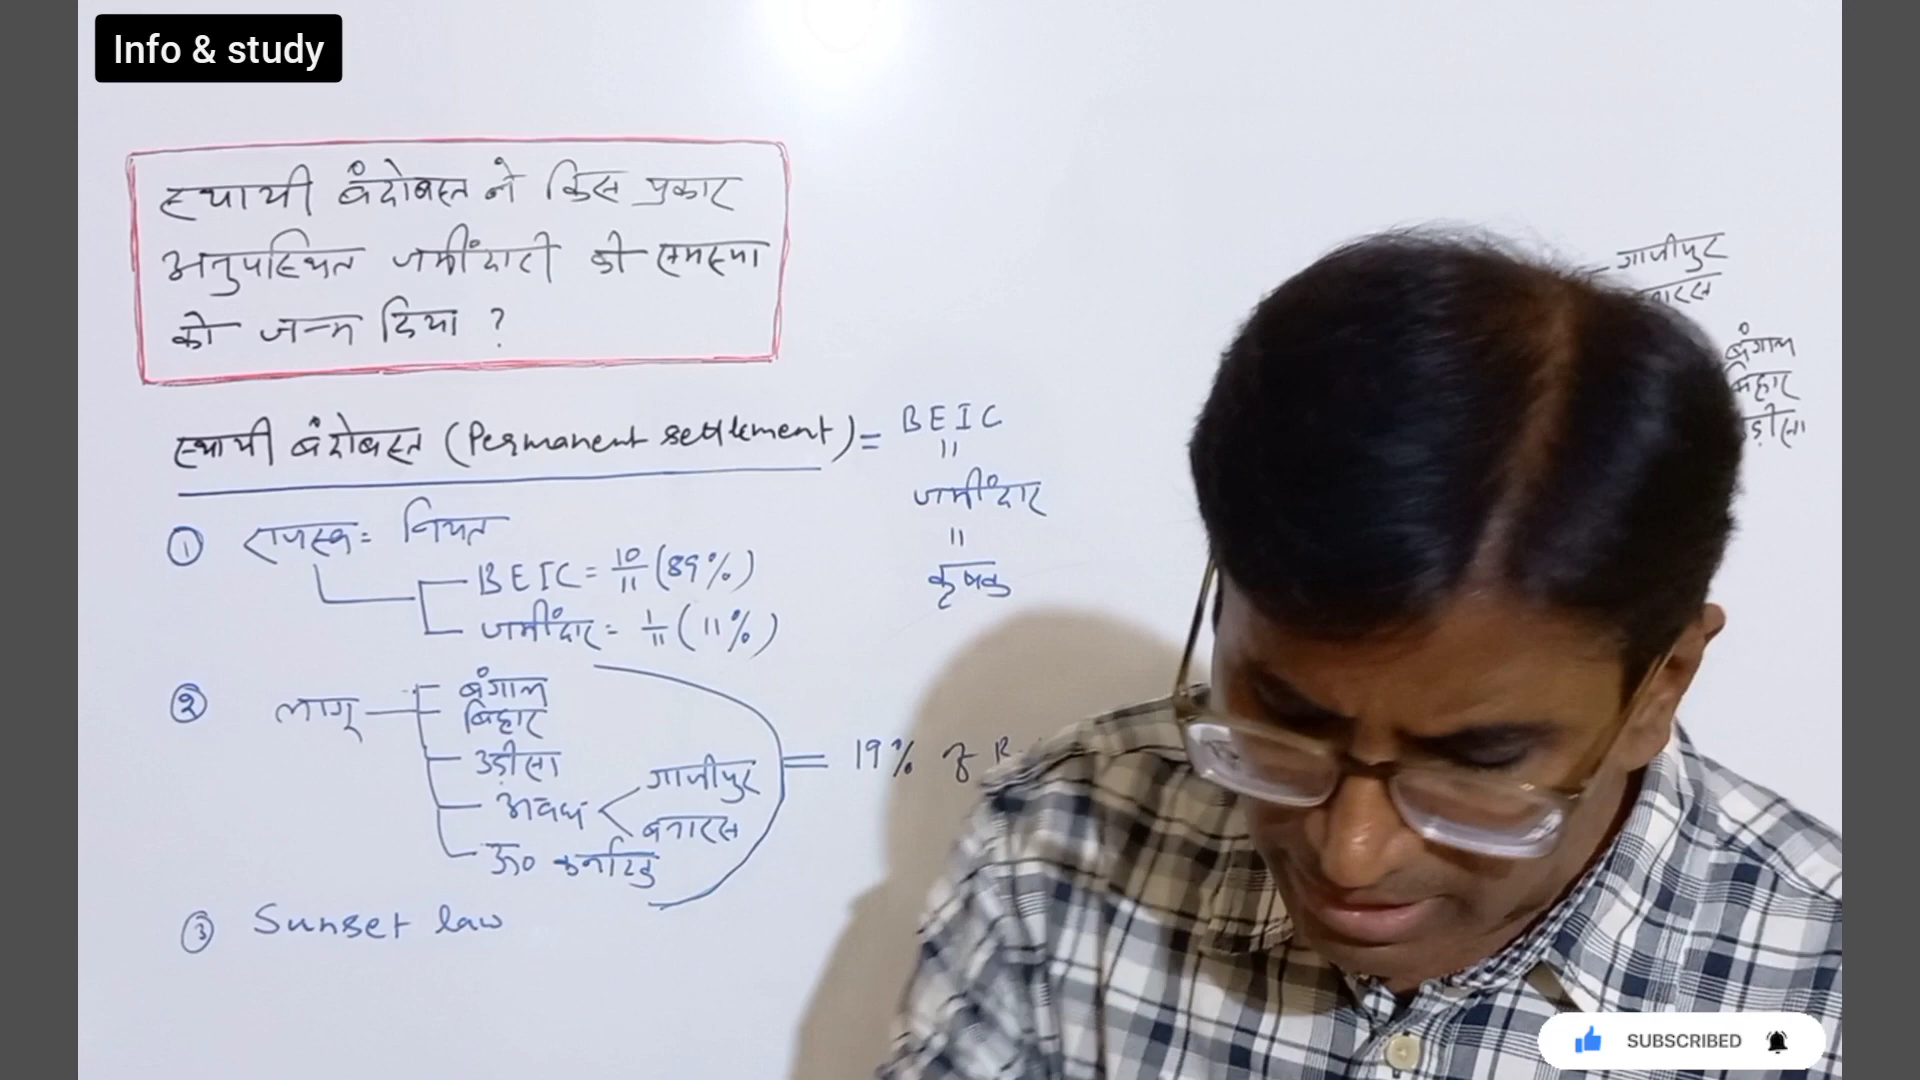 Info & study
स्थायी बंदोबस्त ने किस प्रकार
अनुपस्थित जमींदारी की समस्या
को जन्म दिया ?
स्थायी बंदोबस्त (Permanent settlement) = BEIC
"
जमींदार
"
कृषक
① राजस्व = नियत
BEIC = 10/11 (89%)
जमींदार = 1/11 (11%)
② लागू
बंगाल
बिहार
उड़ीसा
अवध
गाजीपुर
बनारस
उ० कर्नाटक
= 19% of
③ Sunset law
गाजीपुर
बंगाल
बिहार
SUBSCRIBED